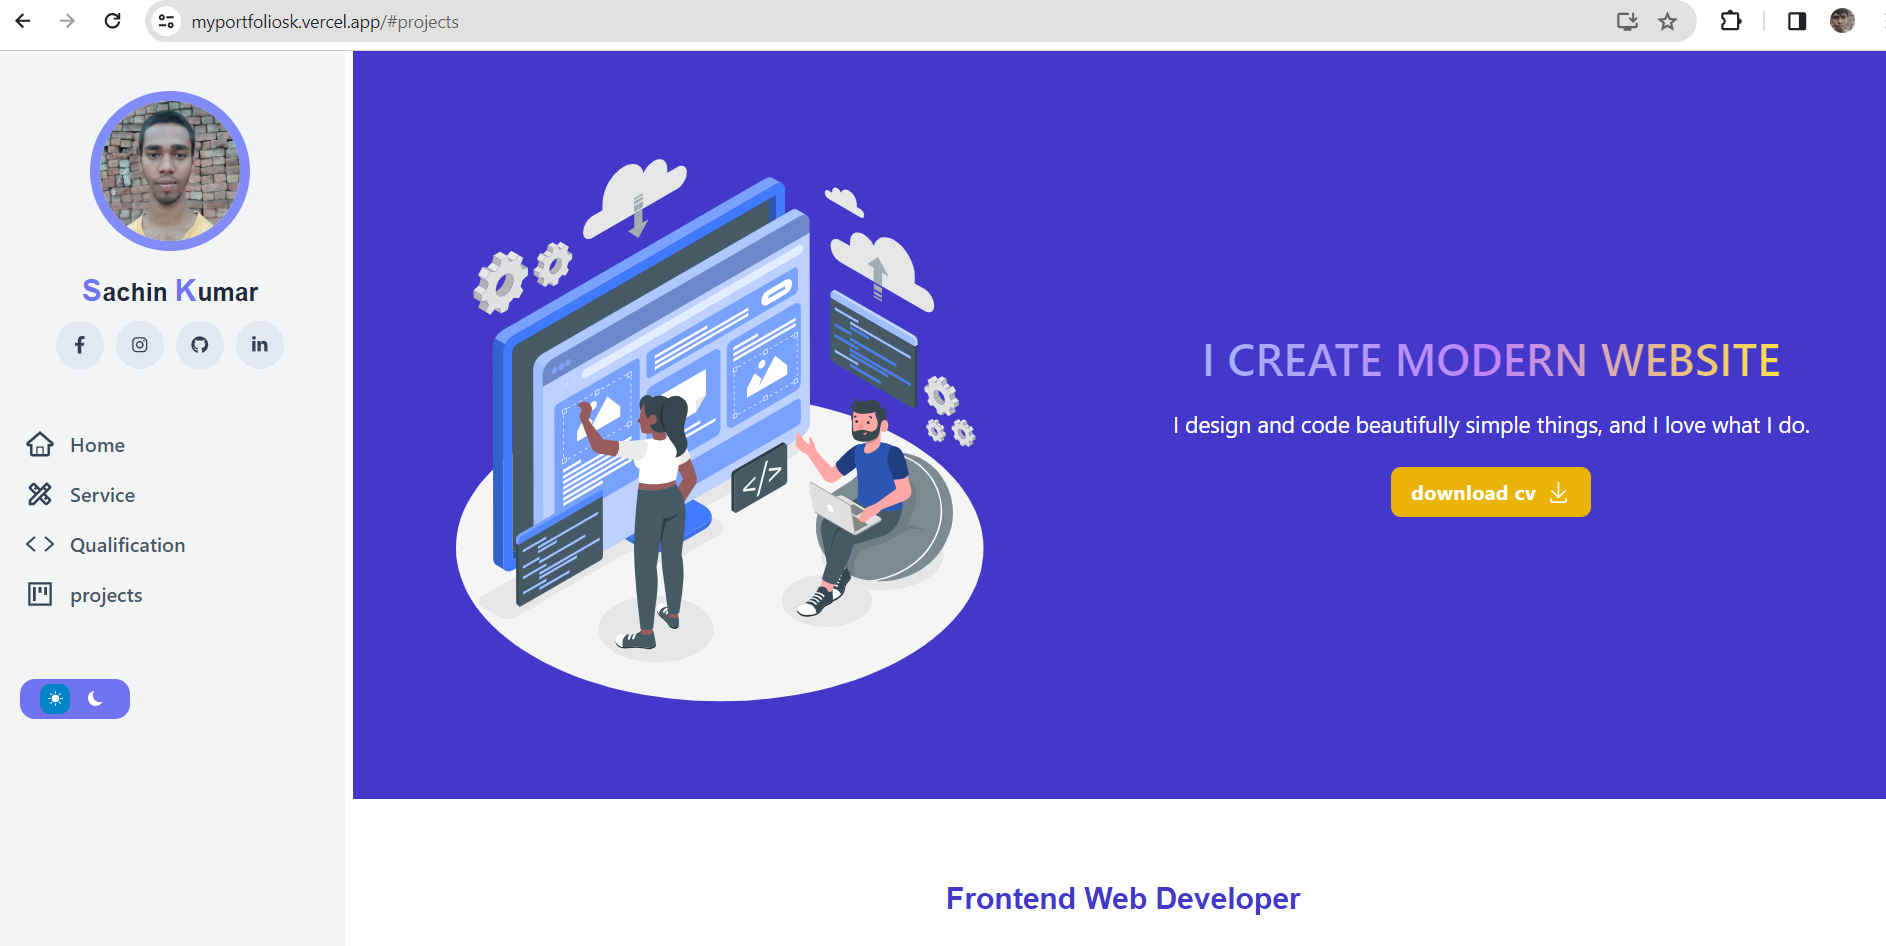 myportfoliosk.vercel.app/#projects
Sachin Kumar
Home
Service
Qualification
projects
</>
I CREATE MODERN WEBSITE
I design and code beautifully simple things, and I love what I do.
download cv
Frontend Web Developer